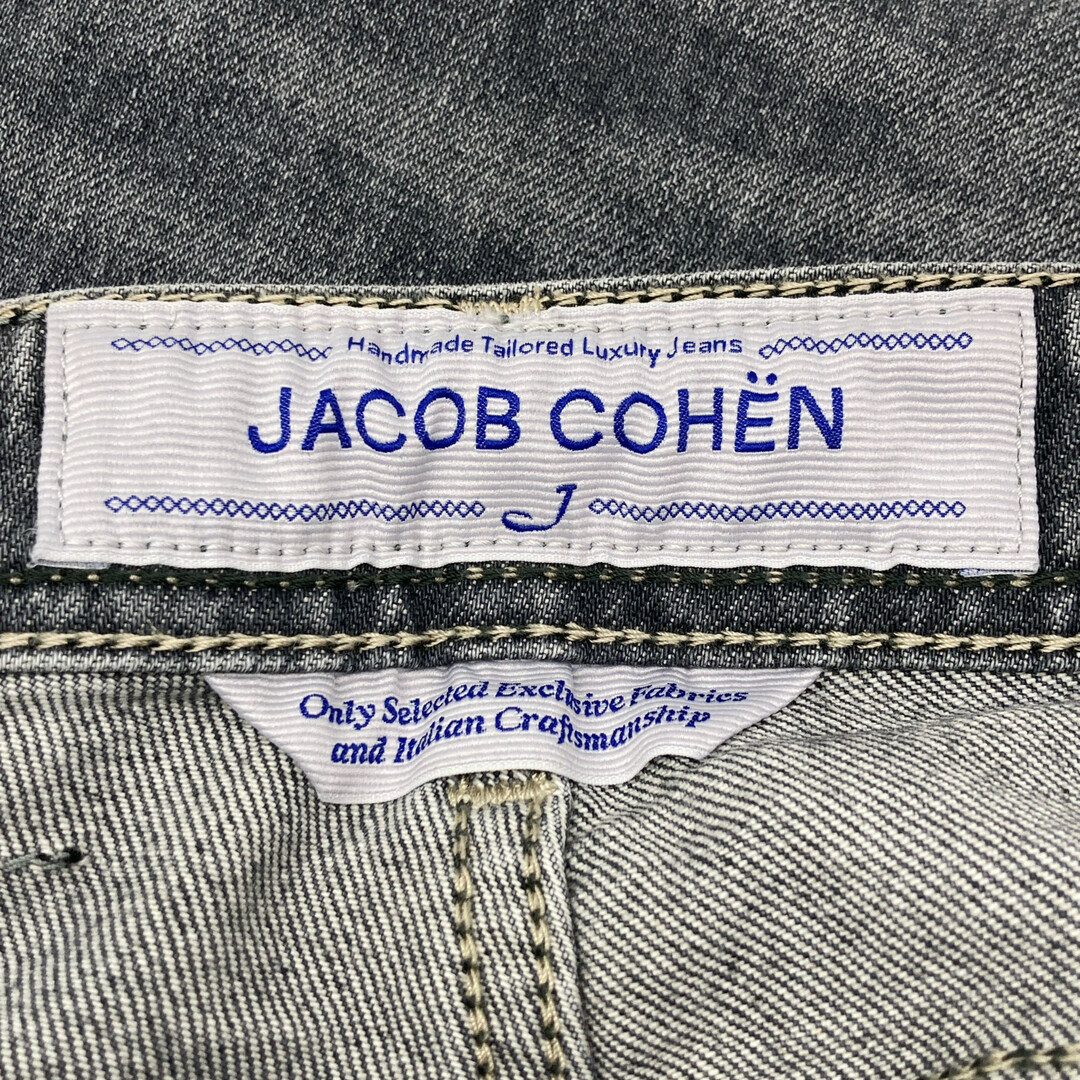 Handmade Tailored Luxury Jeans
JACOB COHËN
J
Only Selected Exclusive Fabrics
and Italian Craftsmanship